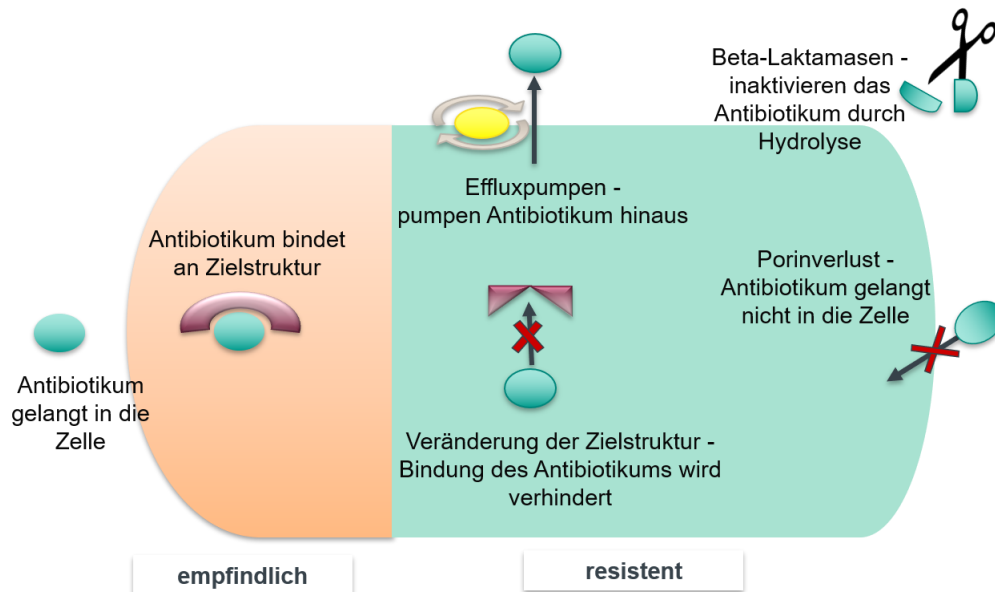 Beta-Laktamasen -
inaktivieren das
Antibiotikum durch
Hydrolyse
Effluxpumpen -
pumpen Antibiotikum hinaus
Antibiotikum bindet
an Zielstruktur
Porinverlust -
Antibiotikum gelangt
nicht in die Zelle
Antibiotikum
gelangt in die
Zelle
Veränderung der Zielstruktur -
Bindung des Antibiotikums wird
verhindert
empfindlich
resistent